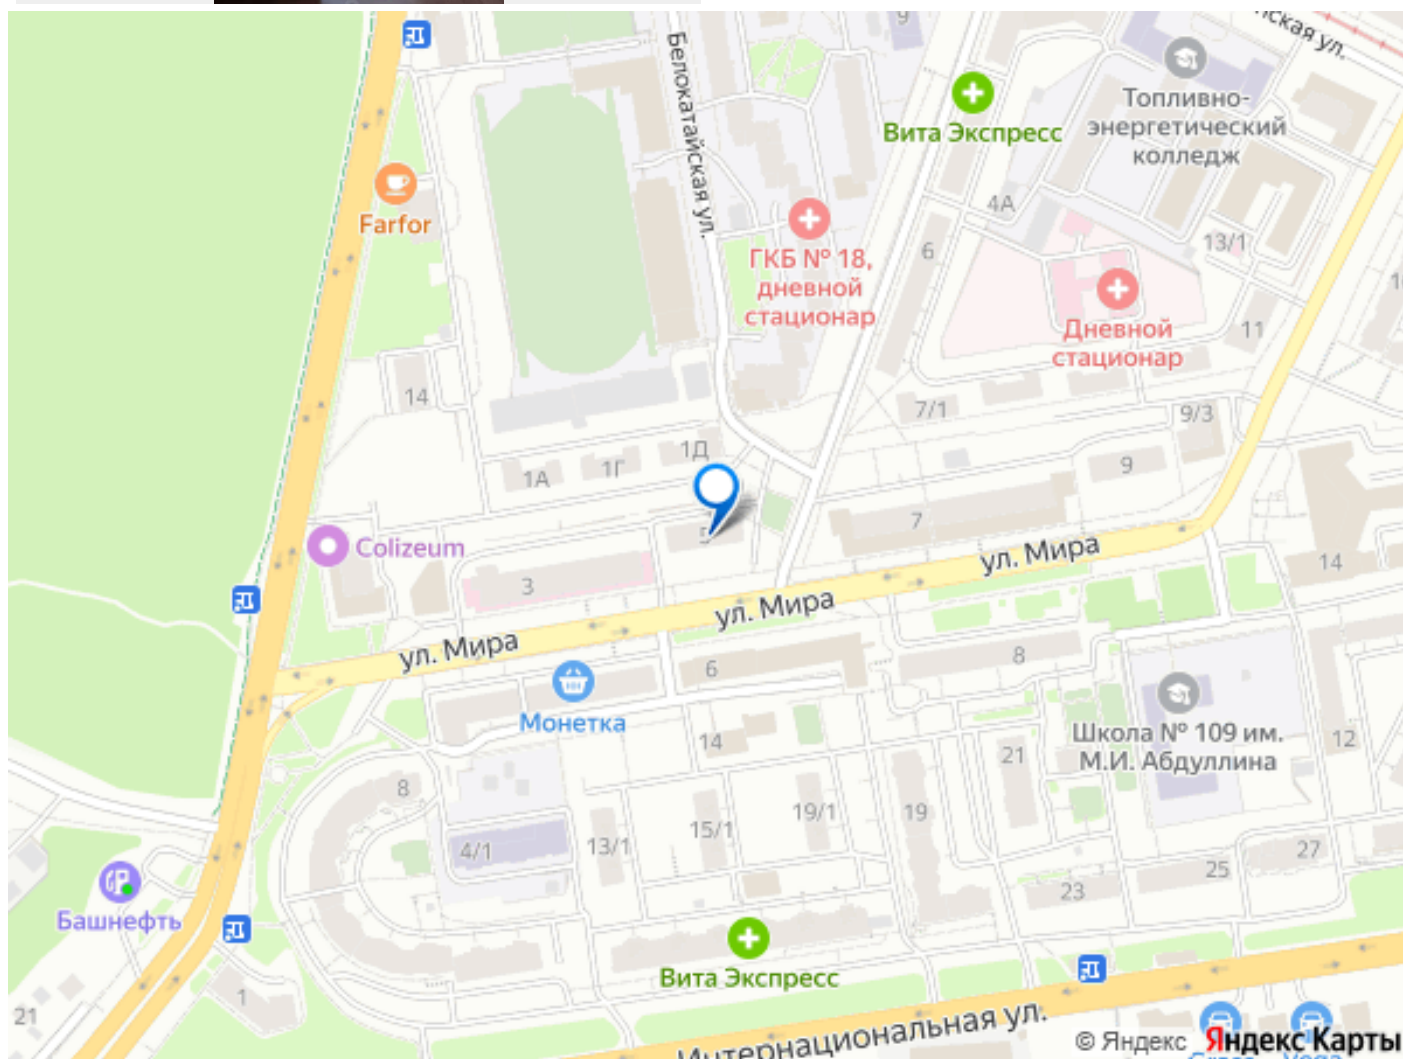 9
Белокатайская ул.
Вита Экспресс
Топливно-
энергетический
колледж
Farfor
4А
6
13/1
ГКБ № 18,
дневной
стационар
Дневной
стационар
11
14
7/1
9/3
1Д
1Г
1А
9
7
5
Colizeum
3
ул. Мира
ул. Мира
ул. Мира
14
6
8
Монетка
14
21
Школа № 109 им.
М.И. Абдуллина
12
8
4/1
13/1
15/1
19/1
19
27
25
23
Башнефть
Вита Экспресс
1
21
Интернациональная ул.
© Яндекс Яндекс Карты